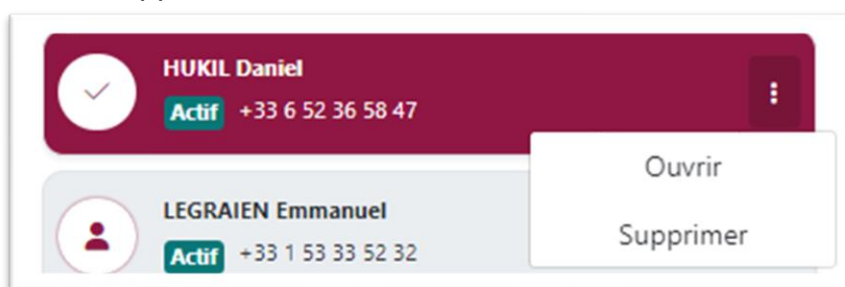 HUKIL Daniel
Actif +33 6 52 36 58 47
Ouvrir
LEGRAIEN Emmanuel
Supprimer
Actif +33 1 53 33 52 32